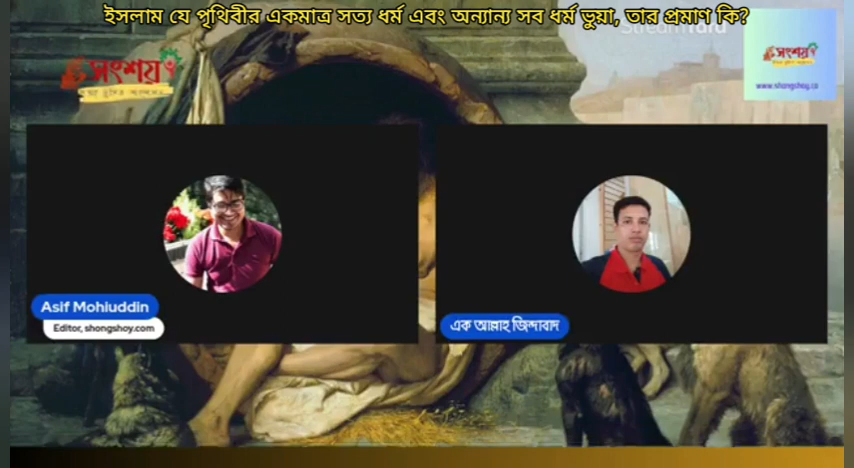 ইসলাম যে পৃথিবীর একমাত্র সত্য ধর্ম এবং অন্যান্য সব ধর্ম ভুয়া, তার প্রমাণ কি?
StreamYard
সংশয়
সংশয়
www.shongshoy.com
Asif Mohiuddin
Editor, shongshoy.com
এক আল্লাহ জিন্দাবাদ